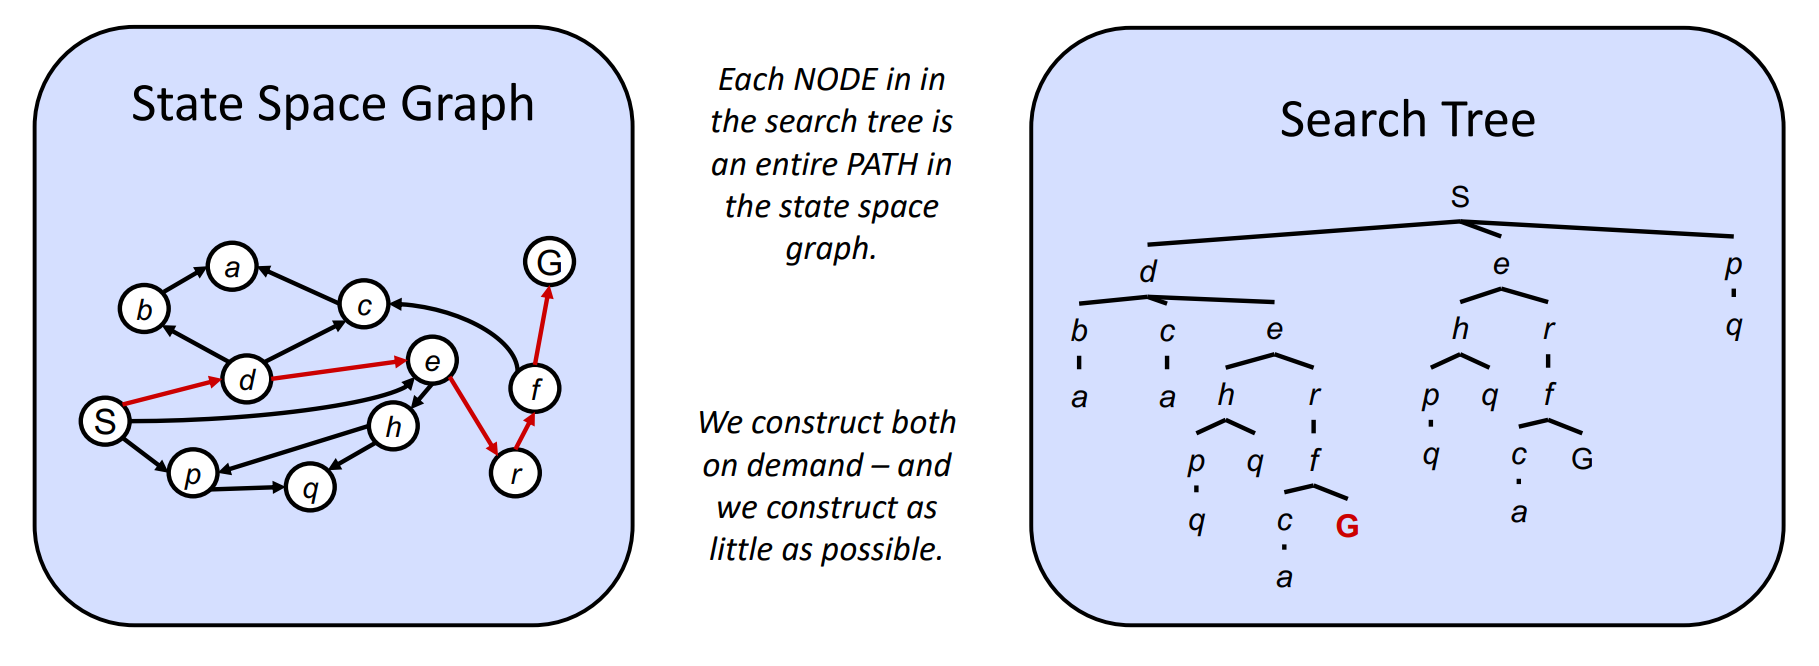 State Space Graph
a
G
b
c
d
e
f
S
h
p
q
r
Each NODE in in
the search tree is
an entire PATH in
the state space
graph.
We construct both
on demand – and
we construct as
little as possible.
Search Tree
S
d e p
b c e h r q
a a h r p q f
p q f q c G
q c G a
a